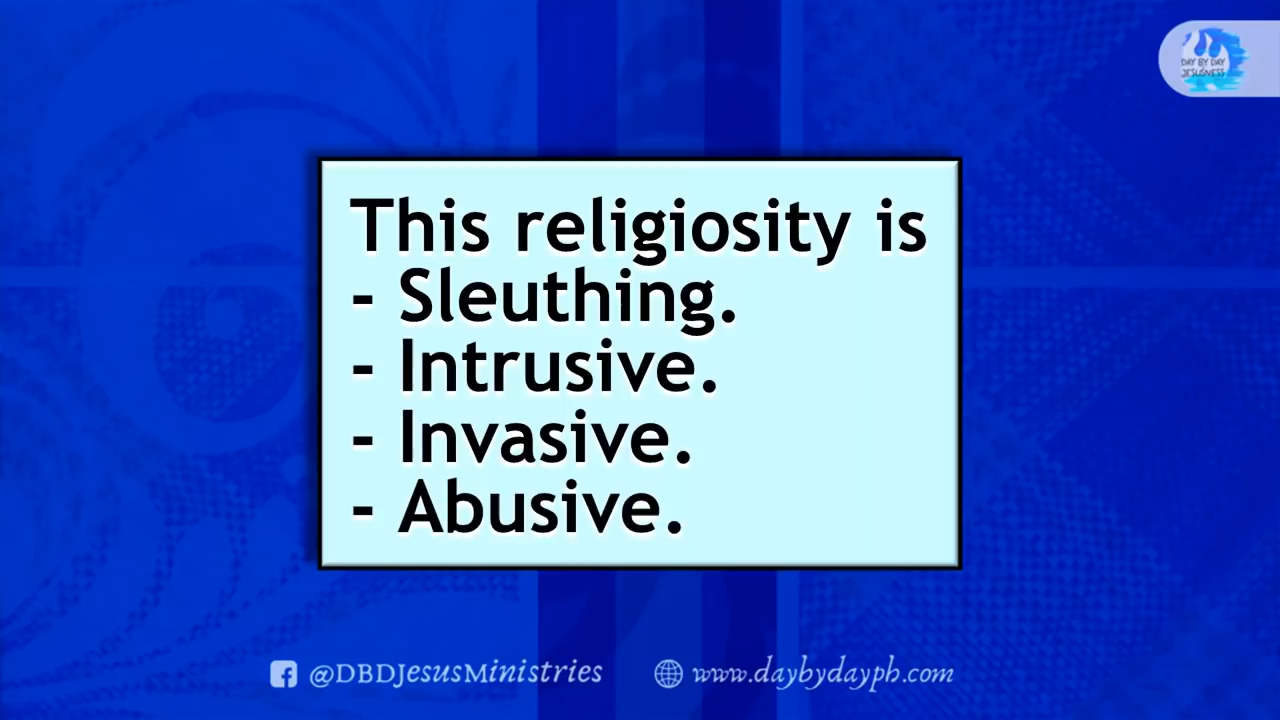 DAY BY DAY
JESUSNESS
This religiosity is
- Sleuthing.
- Intrusive.
- Invasive.
- Abusive.
@DBDJesusMinistries
www.daybydayph.com